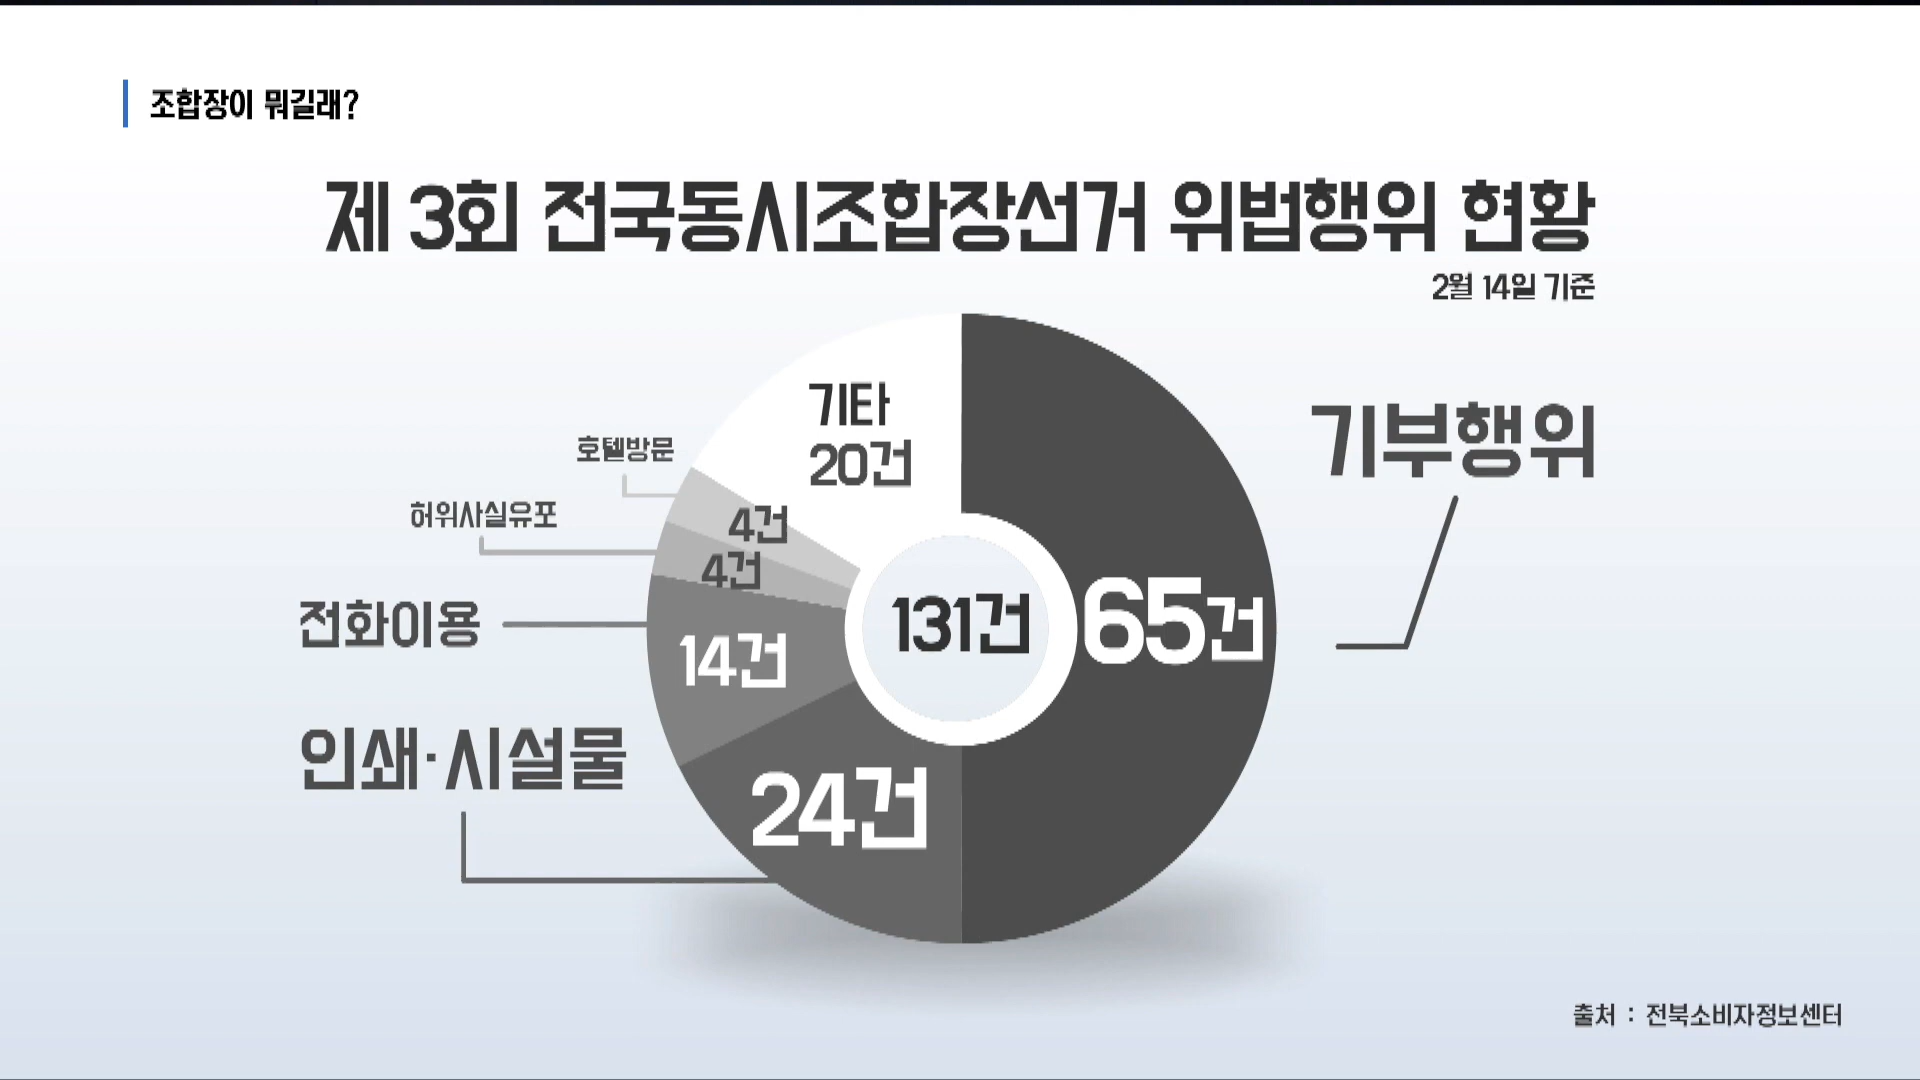 조합장이 뭐길래?
제 3회 전국동시조합장선거 위법행위 현황
2월 14일 기준
기타
20건
기부행위
호텔방문
4건
허위사실유포
4건
전화이용
14건
131건
65건
인쇄·시설물
24건
출처 : 전북소비자정보센터